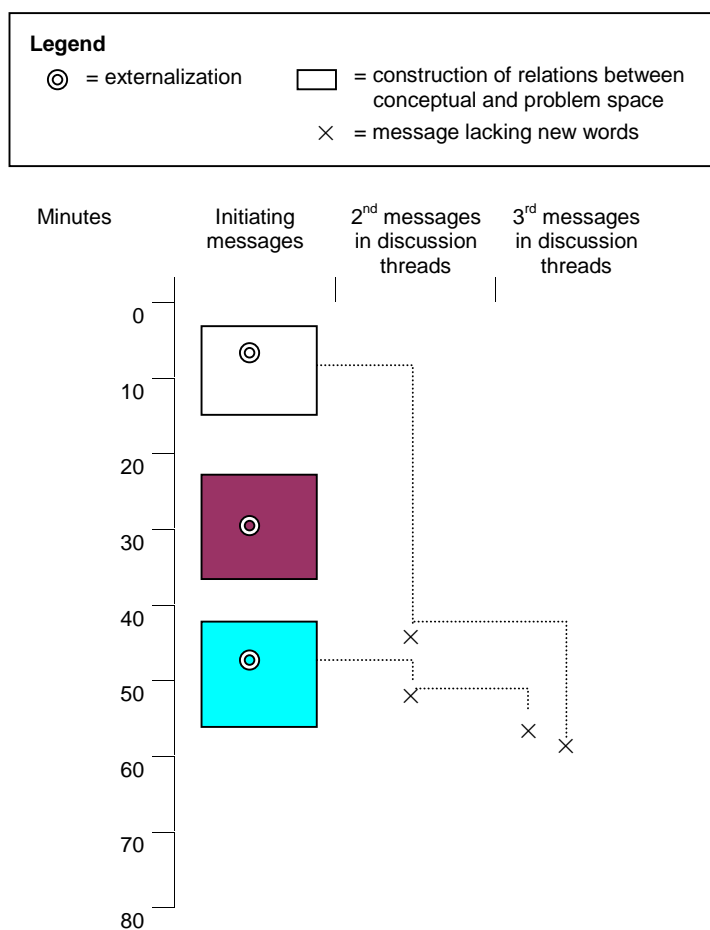 Legend
= externalization
= construction of relations between
conceptual and problem space
= message lacking new words
Minutes
Initiating
messages
2nd messages
in discussion
threads
3rd messages
in discussion
threads
0
10
20
30
40
50
60
70
80